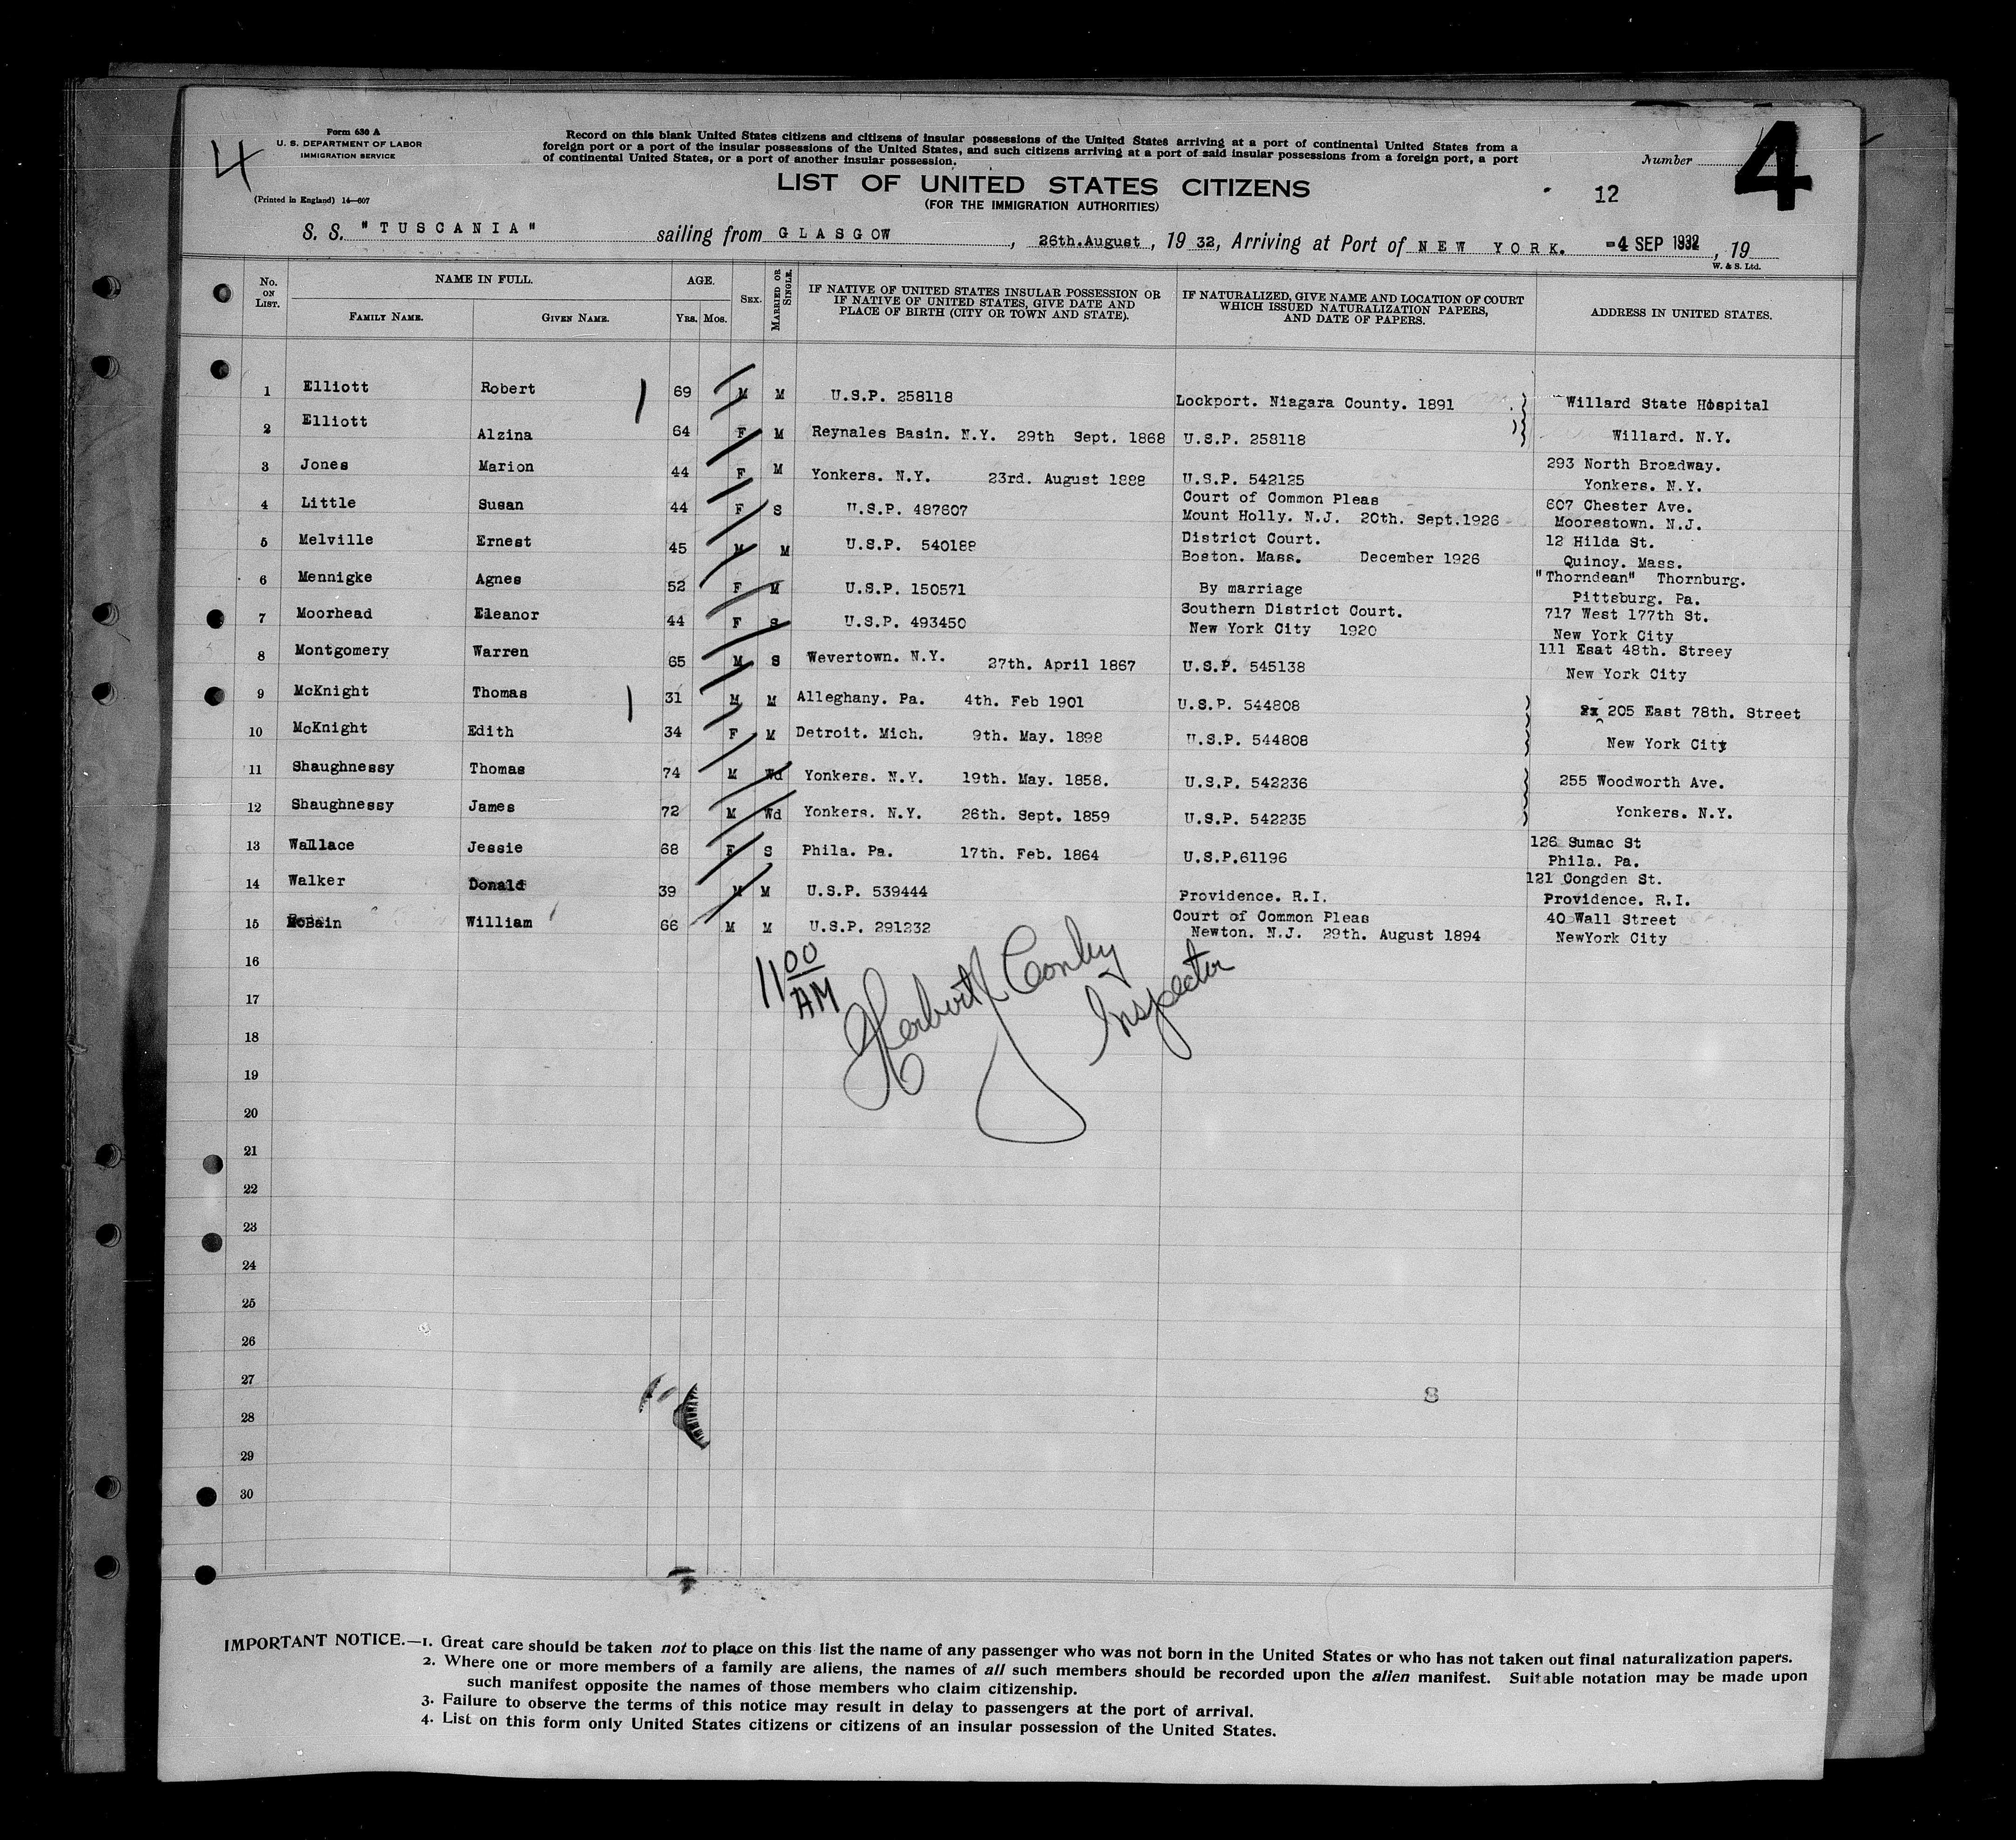 4
Form 630 A
U. S. DEPARTMENT OF LABOR
IMMIGRATION SERVICE
(Printed in England) 14—607
Record on this blank United States citizens and citizens of insular possessions of the United States arriving at a port of continental United States from a
foreign port or a port of the insular possessions of the United States, and such citizens arriving at a port of said insular possessions from a foreign port, a port
of continental United States, or a port of another insular possession.
Number 4
LIST OF UNITED STATES CITIZENS
(FOR THE IMMIGRATION AUTHORITIES)
12
S. S. "TUSCANIA" sailing from GLASGOW, 26th.August, 1932, Arriving at Port of NEW YORK. -4 SEP 1932, 19
W. & S. Ltd.
No. ON LIST. NAME IN FULL. FAMILY NAME. GIVEN NAME. AGE. YRS. MOS. SEX. MARRIED OR SINGLE. IF NATIVE OF UNITED STATES INSULAR POSSESSION OR IF NATIVE OF UNITED STATES, GIVE DATE AND PLACE OF BIRTH (CITY OR TOWN AND STATE). IF NATURALIZED, GIVE NAME AND LOCATION OF COURT WHICH ISSUED NATURALIZATION PAPERS, AND DATE OF PAPERS. ADDRESS IN UNITED STATES.
1 Elliott Robert 69 M M U.S.P. 258118 Lockport. Niagara County. 1891 Willard State Hospital
2 Elliott Alzina 64 F M Reynales Basin. N.Y. 29th Sept. 1868 U.S.P. 258118 Willard. N.Y.
3 Jones Marion 44 F M Yonkers. N.Y. 23rd. August 1888 U.S.P. 542125 293 North Broadway.
Yonkers. N.Y.
4 Little Susan 44 F S U.S.P. 487607 Court of Common Pleas 607 Chester Ave.
Mount Holly. N.J. 20th. Sept.1926 Moorestown. N.J.
5 Melville Ernest 45 M M U.S.P. 540188 District Court. 12 Hilda St.
Boston. Mass. December 1926 Quincy. Mass.
6 Mennigke Agnes 52 F M U.S.P. 150571 By marriage "Thorndean" Thornburg.
Pittsburg. Pa.
7 Moorhead Eleanor 44 F S U.S.P. 493450 Southern District Court. 717 West 177th St.
New York City 1920 New York City
8 Montgomery Warren 65 M S Wevertown. N.Y. 27th. April 1867 U.S.P. 545138 111 Esat 48th. Streey
New York City
9 McKnight Thomas 31 M M Alleghany. Pa. 4th. Feb 1901 U.S.P. 544808 205 East 78th. Street
10 McKnight Edith 34 F M Detroit. Mich. 9th. May. 1898 U.S.P. 544808 New York City
11 Shaughnessy Thomas 74 M Wd Yonkers. N.Y. 19th. May. 1858. U.S.P. 542236 255 Woodworth Ave.
12 Shaughnessy James 72 M Wd Yonkers. N.Y. 26th. Sept. 1859 U.S.P. 542235 Yonkers. N.Y.
13 Wallace Jessie 68 F S Phila. Pa. 17th. Feb. 1864 U.S.P.61196 126 Sumac St
Phila. Pa.
14 Walker Donald 39 M M U.S.P. 539444 Providence. R.I. 121 Congden St.
Providence. R.I.
15 McBain William 66 M M U.S.P. 291232 Court of Common Pleas 40 Wall Street
Newton. N.J. 29th. August 1894 NewYork City
16
11 00 AM
Inspector
17
18
19
20
21
22
23
24
25
26
27
28
29
30
8
IMPORTANT NOTICE.—1. Great care should be taken not to place on this list the name of any passenger who was not born in the United States or who has not taken out final naturalization papers.
2. Where one or more members of a family are aliens, the names of all such members should be recorded upon the alien manifest. Suitable notation may be made upon
such manifest opposite the names of those members who claim citizenship.
3. Failure to observe the terms of this notice may result in delay to passengers at the port of arrival.
4. List on this form only United States citizens or citizens of an insular possession of the United States.